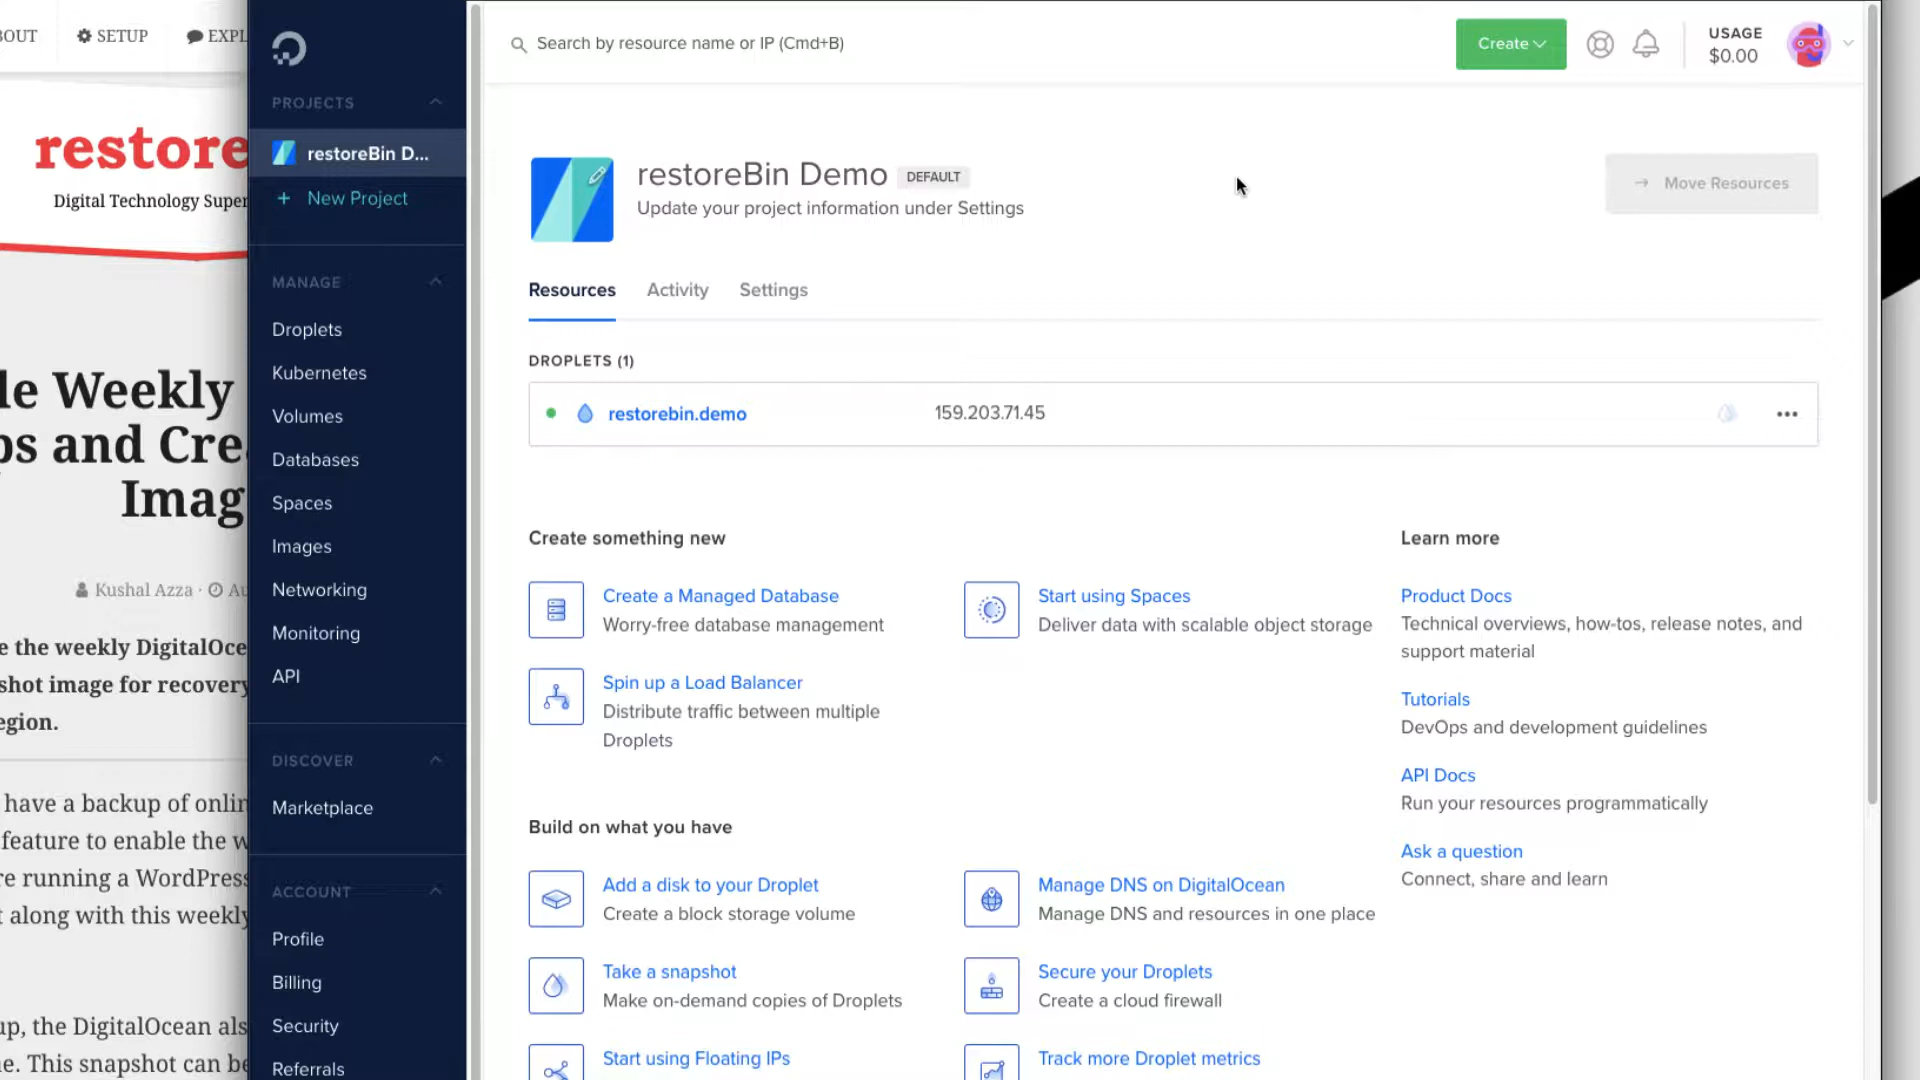 BOUT
SETUP
EXPL
restore
Digital Technology Super
le Weekly
ps and Crea
Imag
Kushal Azza · Au
e the weekly DigitalOce
shot image for recovery
egion.
have a backup of onlin
feature to enable the w
re running a WordPress
t along with this weekly
up, the DigitalOcean als
e. This snapshot can be
PROJECTS
restoreBin D...
+ New Project
MANAGE
Droplets
Kubernetes
Volumes
Databases
Spaces
Images
Networking
Monitoring
API
DISCOVER
Marketplace
ACCOUNT
Profile
Billing
Security
Referrals
Search by resource name or IP (Cmd+B)
Create
USAGE
$0.00
restoreBin Demo DEFAULT
Update your project information under Settings
→ Move Resources
Resources
Activity
Settings
DROPLETS (1)
restorebin.demo
159.203.71.45
Create something new
Create a Managed Database
Worry-free database management
Start using Spaces
Deliver data with scalable object storage
Spin up a Load Balancer
Distribute traffic between multiple
Droplets
Learn more
Product Docs
Technical overviews, how-tos, release notes, and
support material
Tutorials
DevOps and development guidelines
API Docs
Run your resources programmatically
Ask a question
Connect, share and learn
Build on what you have
Add a disk to your Droplet
Create a block storage volume
Manage DNS on DigitalOcean
Manage DNS and resources in one place
Take a snapshot
Make on-demand copies of Droplets
Secure your Droplets
Create a cloud firewall
Start using Floating IPs
Track more Droplet metrics